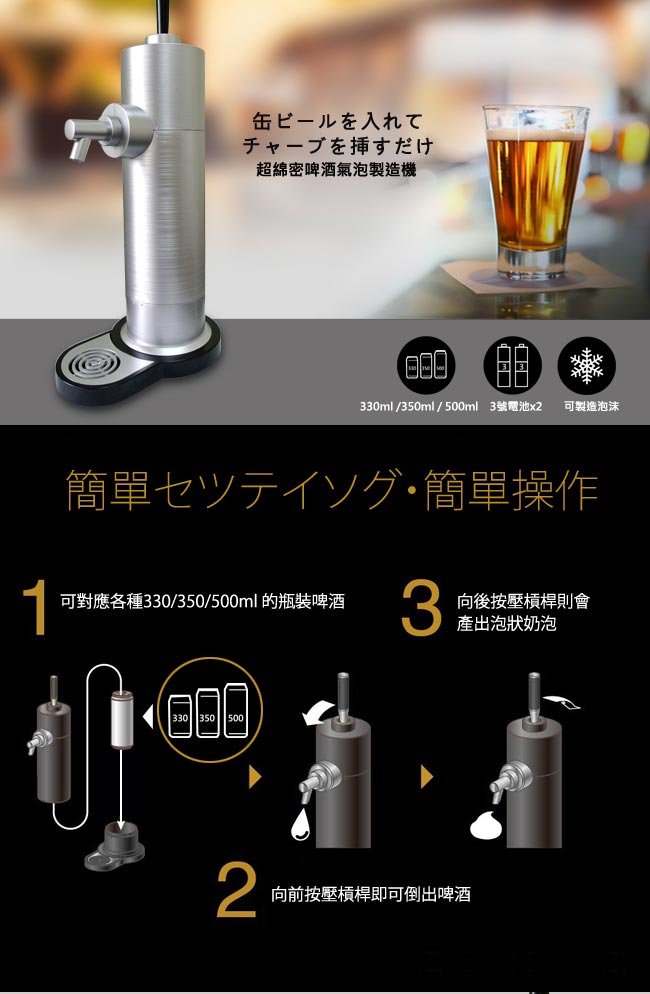 缶ビールを入れて
チャーブを挿すだけ
超綿密啤酒氣泡製造機
330 350 500
3 3
330ml /350ml / 500ml 3號電池x2 可製造泡沫
簡單セツテイソグ·簡單操作
1 可對應各種330/350/500ml 的瓶裝啤酒
330 350 500
2 向前按壓槓桿即可倒出啤酒
3 向後按壓槓桿則會
產出泡狀奶泡